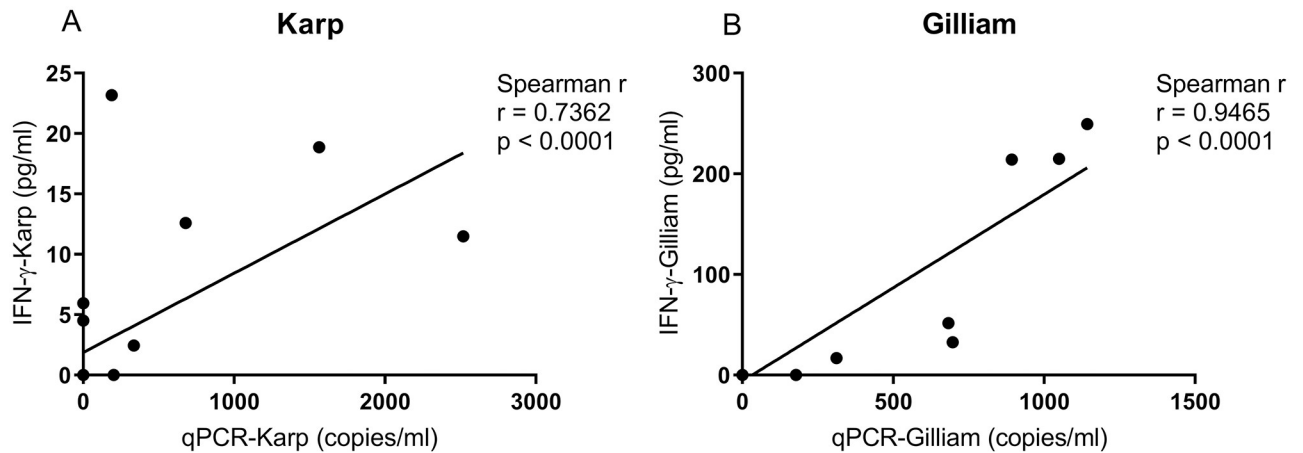 A
Karp
25
20
15
10
5
0
IFN-γ-Karp (pg/ml)
Spearman r
r = 0.7362
p < 0.0001
0 1000 2000 3000
qPCR-Karp (copies/ml)
B
Gilliam
300
200
100
0
IFN-γ-Gilliam (pg/ml)
Spearman r
r = 0.9465
p < 0.0001
0 500 1000 1500
qPCR-Gilliam (copies/ml)